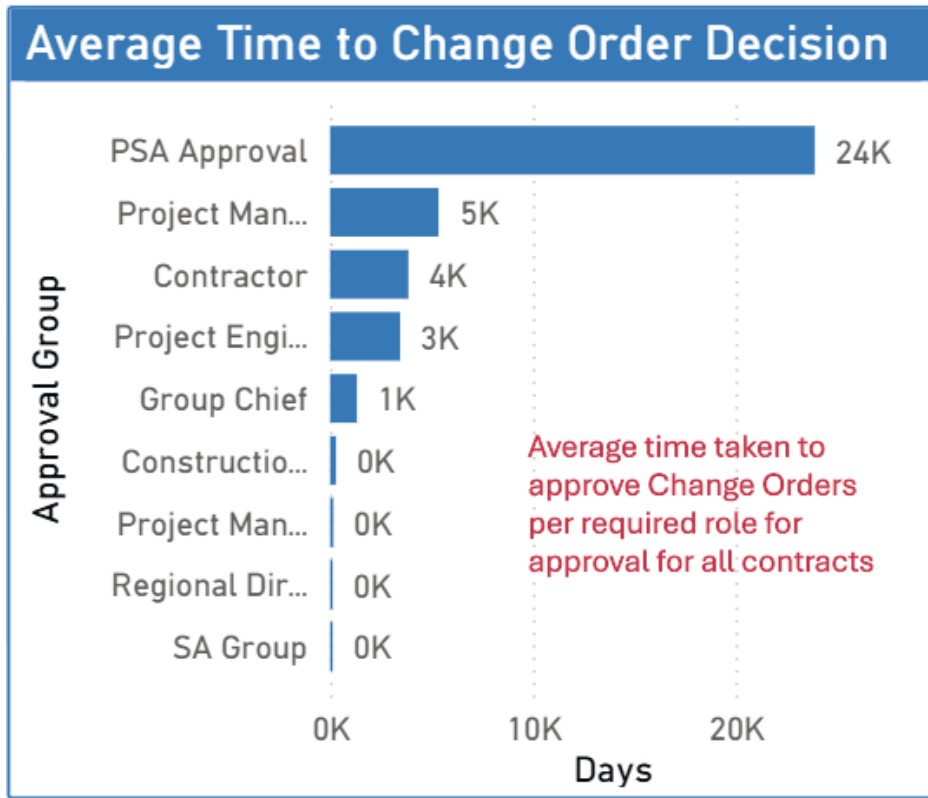 Average Time to Change Order Decision
PSA Approval
24K
Project Man...
5K
Contractor
4K
Project Engi...
3K
Group Chief
1K
Constructio...
0K
Project Man...
0K
Regional Dir...
0K
SA Group
0K
Approval Group
Average time taken to
approve Change Orders
per required role for
approval for all contracts
0K 10K 20K
Days